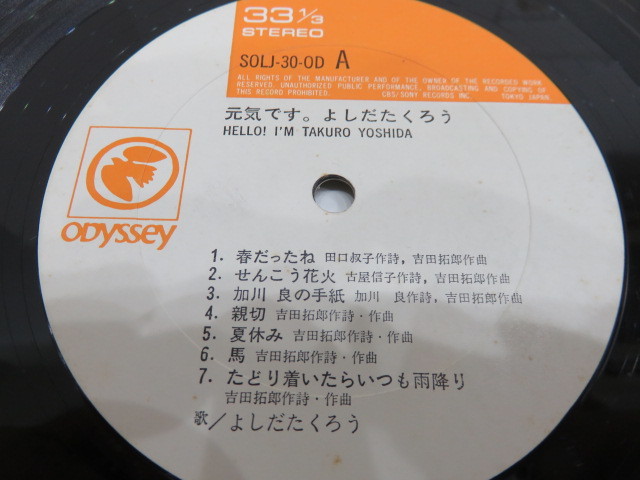 33 1/3
STEREO
SOLJ-30-OD A
ALL RIGHTS OF THE MANUFACTURER AND OF THE OWNER OF THE RECORDED WORK
RESERVED. UNAUTHORIZED PUBLIC PERFORMANCE, BROADCASTING AND COPYING OF
THIS RECORD PROHIBITED. CBS/SONY RECORDS INC. TOKYO JAPAN.
元気です。よしだたくろう
HELLO! I'M TAKURO YOSHIDA
ODYSSEY
1. 春だったね 田口叔子作詩, 吉田拓郎作曲
2. せんこう花火 古屋信子作詩, 吉田拓郎作曲
3. 加川 良の手紙 加川 良作詩, 吉田拓郎作曲
4. 親切 吉田拓郎作詩・作曲
5. 夏休み 吉田拓郎作詩・作曲
6. 馬 吉田拓郎作詩・作曲
7. たどり着いたらいつも雨降り
吉田拓郎作詩・作曲
歌/よしだたくろう